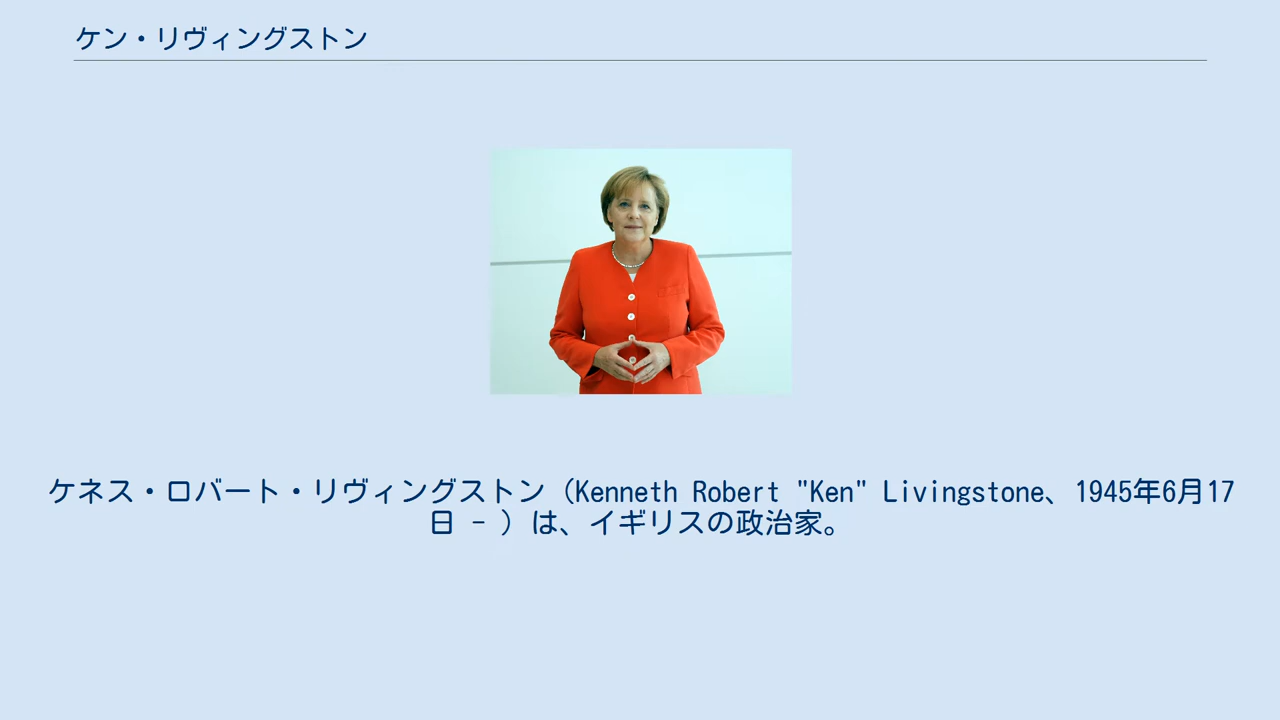 ケン・リヴィングストン
ケネス・ロバート・リヴィングストン（Kenneth Robert "Ken" Livingstone、1945年6月17
日 - ）は、イギリスの政治家。